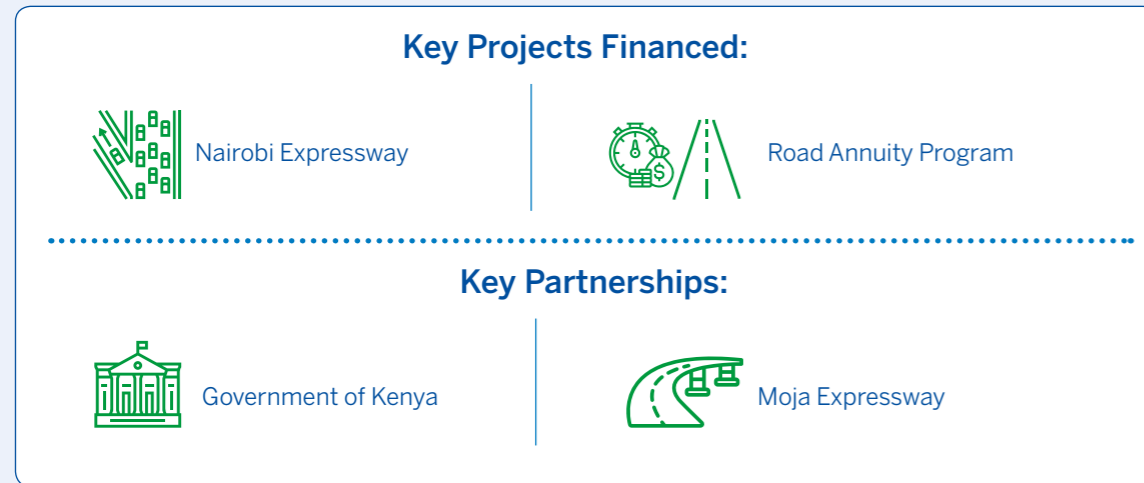 Key Projects Financed:
Nairobi Expressway
Road Annuity Program
Key Partnerships:
Government of Kenya
Moja Expressway